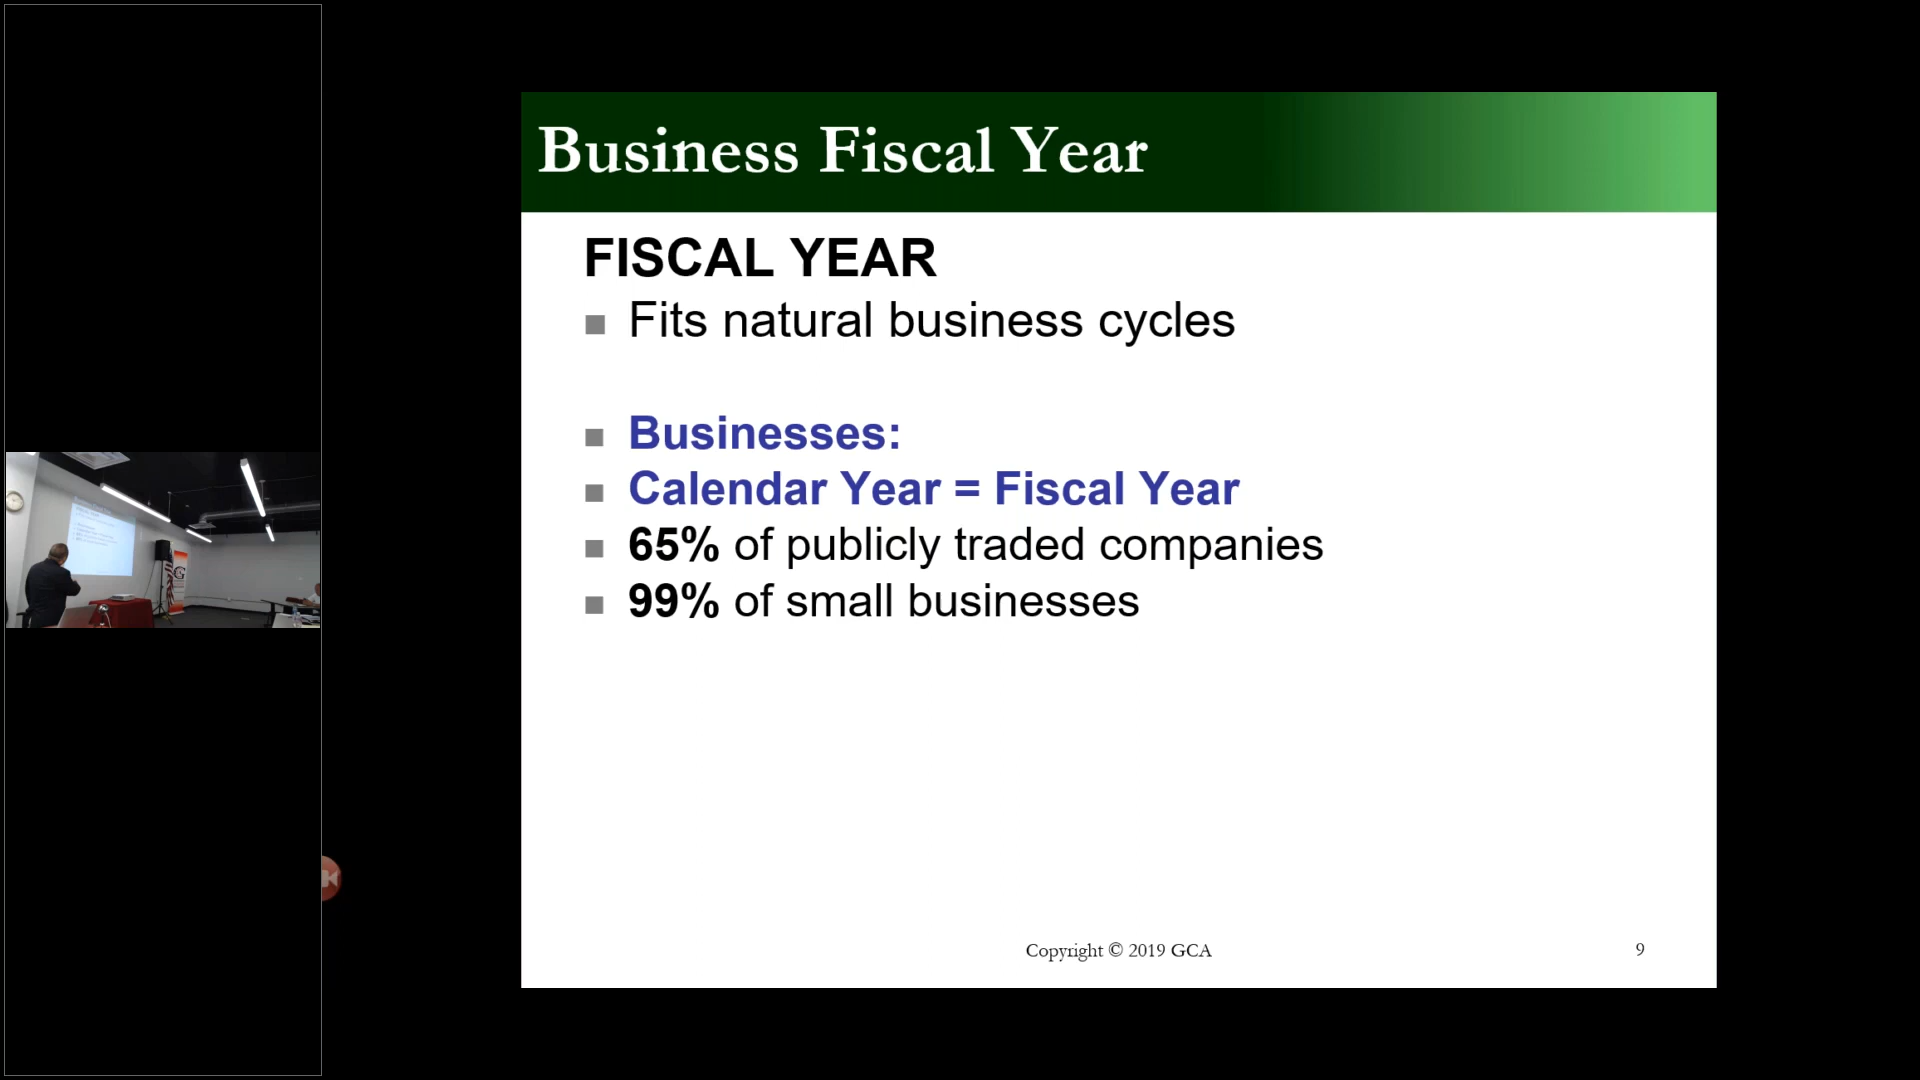 Business Fiscal Year
FISCAL YEAR
Fits natural business cycles
Businesses:
Calendar Year = Fiscal Year
65% of publicly traded companies
99% of small businesses
Copyright © 2019 GCA
9